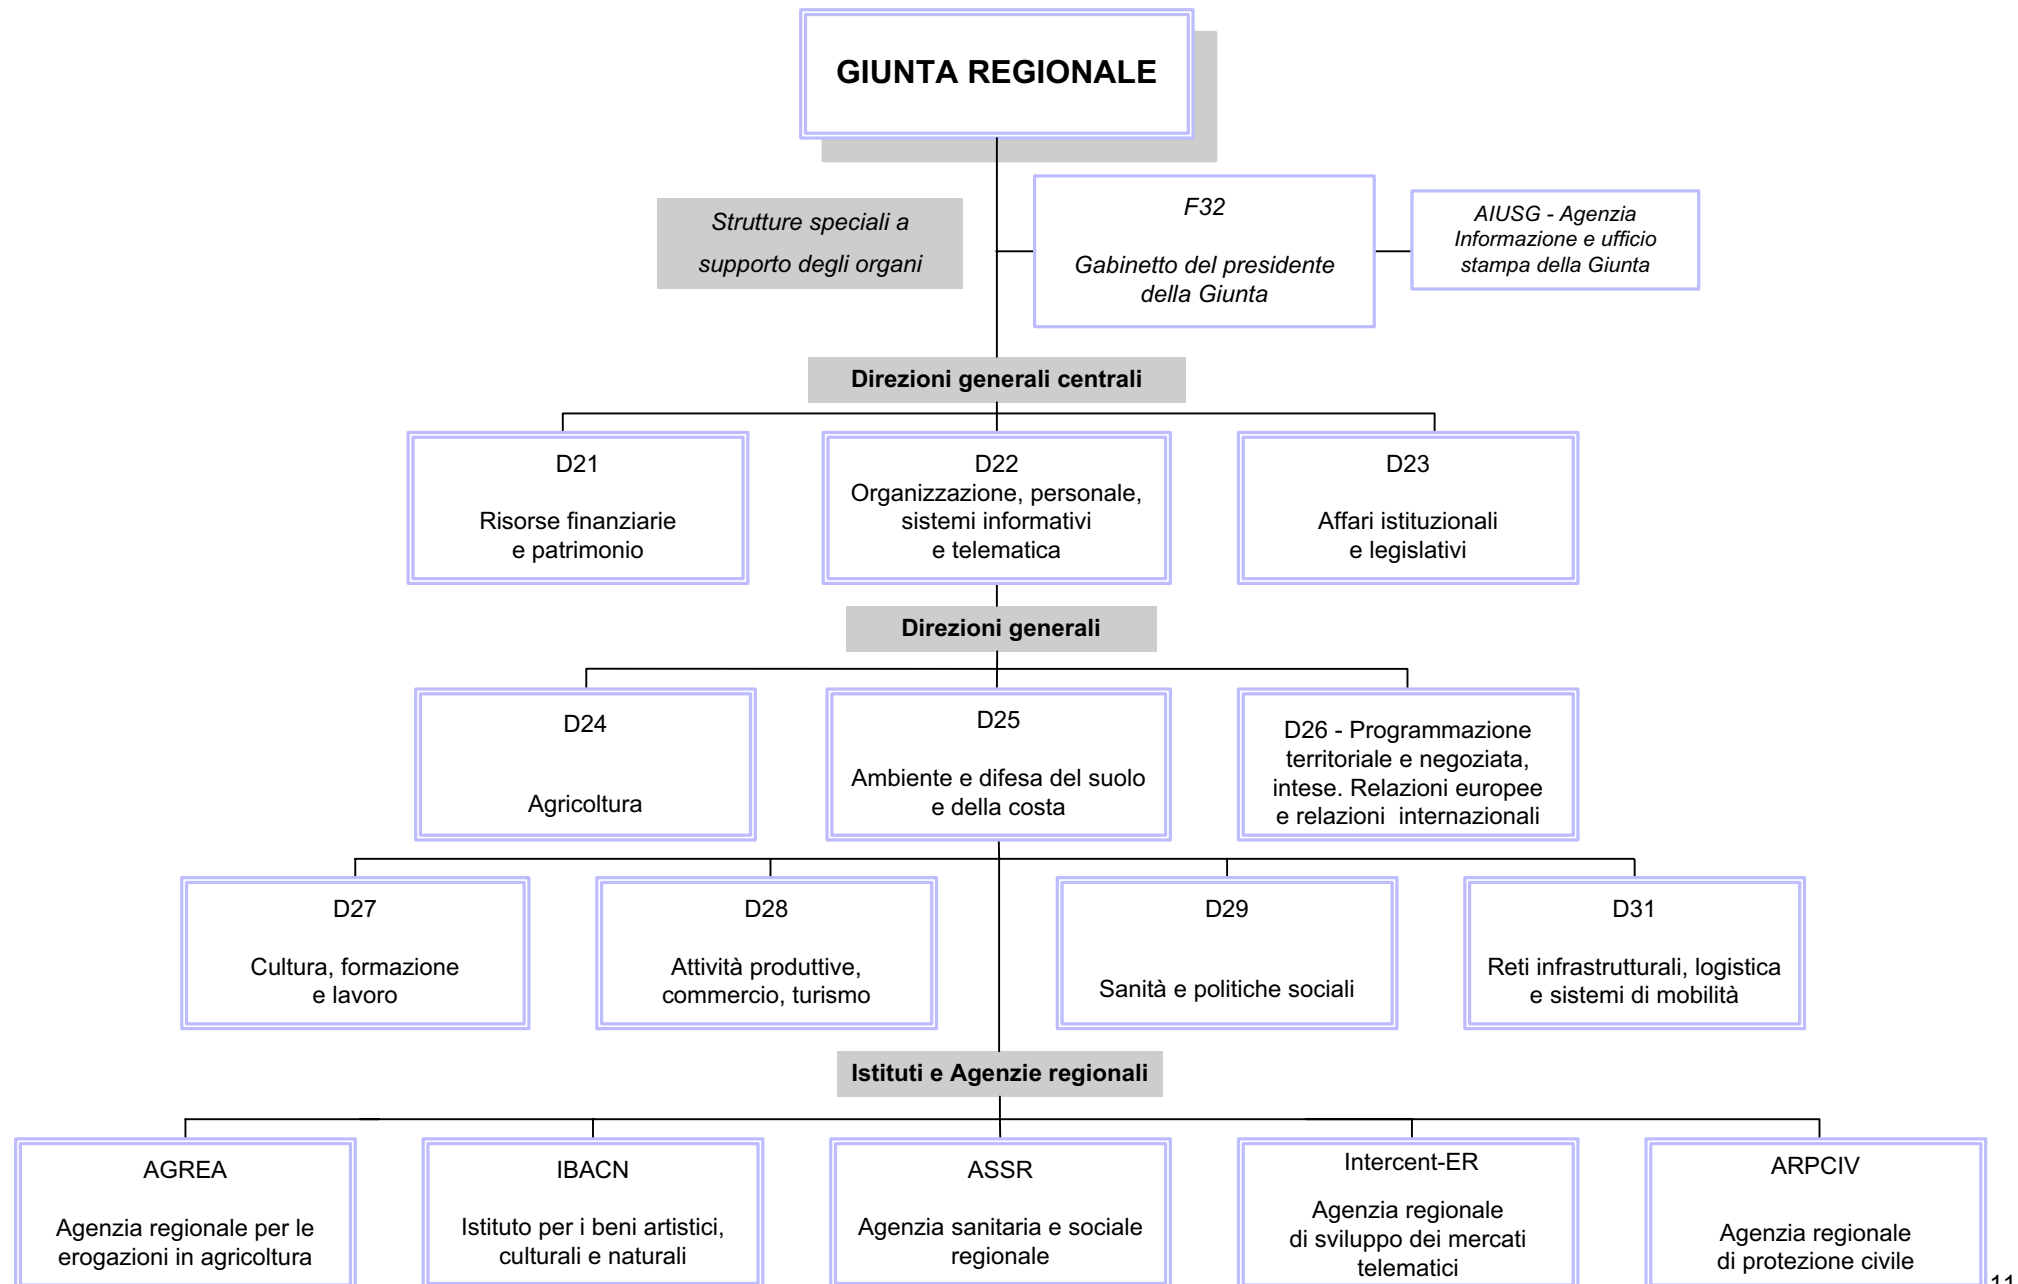 GIUNTA REGIONALE
Strutture speciali a
supporto degli organi
F32
Gabinetto del presidente
della Giunta
AIUSG - Agenzia
Informazione e ufficio
stampa della Giunta
Direzioni generali centrali
D21
Risorse finanziarie
e patrimonio
D22
Organizzazione, personale,
sistemi informativi
e telematica
D23
Affari istituzionali
e legislativi
Direzioni generali
D24
Agricoltura
D25
Ambiente e difesa del suolo
e della costa
D26 - Programmazione
territoriale e negoziata,
intese. Relazioni europee
e relazioni internazionali
D27
Cultura, formazione
e lavoro
D28
Attività produttive,
commercio, turismo
D29
Sanità e politiche sociali
D31
Reti infrastrutturali, logistica
e sistemi di mobilità
Istituti e Agenzie regionali
AGREA
Agenzia regionale per le
erogazioni in agricoltura
IBACN
Istituto per i beni artistici,
culturali e naturali
ASSR
Agenzia sanitaria e sociale
regionale
Intercent-ER
Agenzia regionale
di sviluppo dei mercati
telematici
ARPCIV
Agenzia regionale
di protezione civile
11